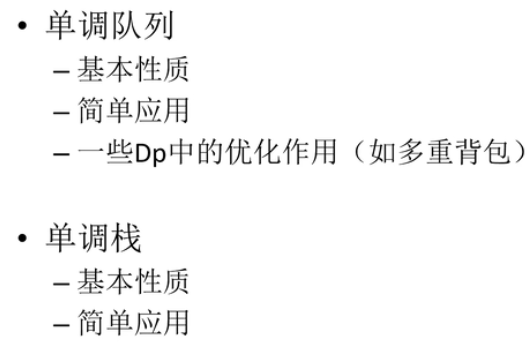 • 单调队列
– 基本性质
– 简单应用
– 一些Dp中的优化作用（如多重背包）
• 单调栈
– 基本性质
– 简单应用